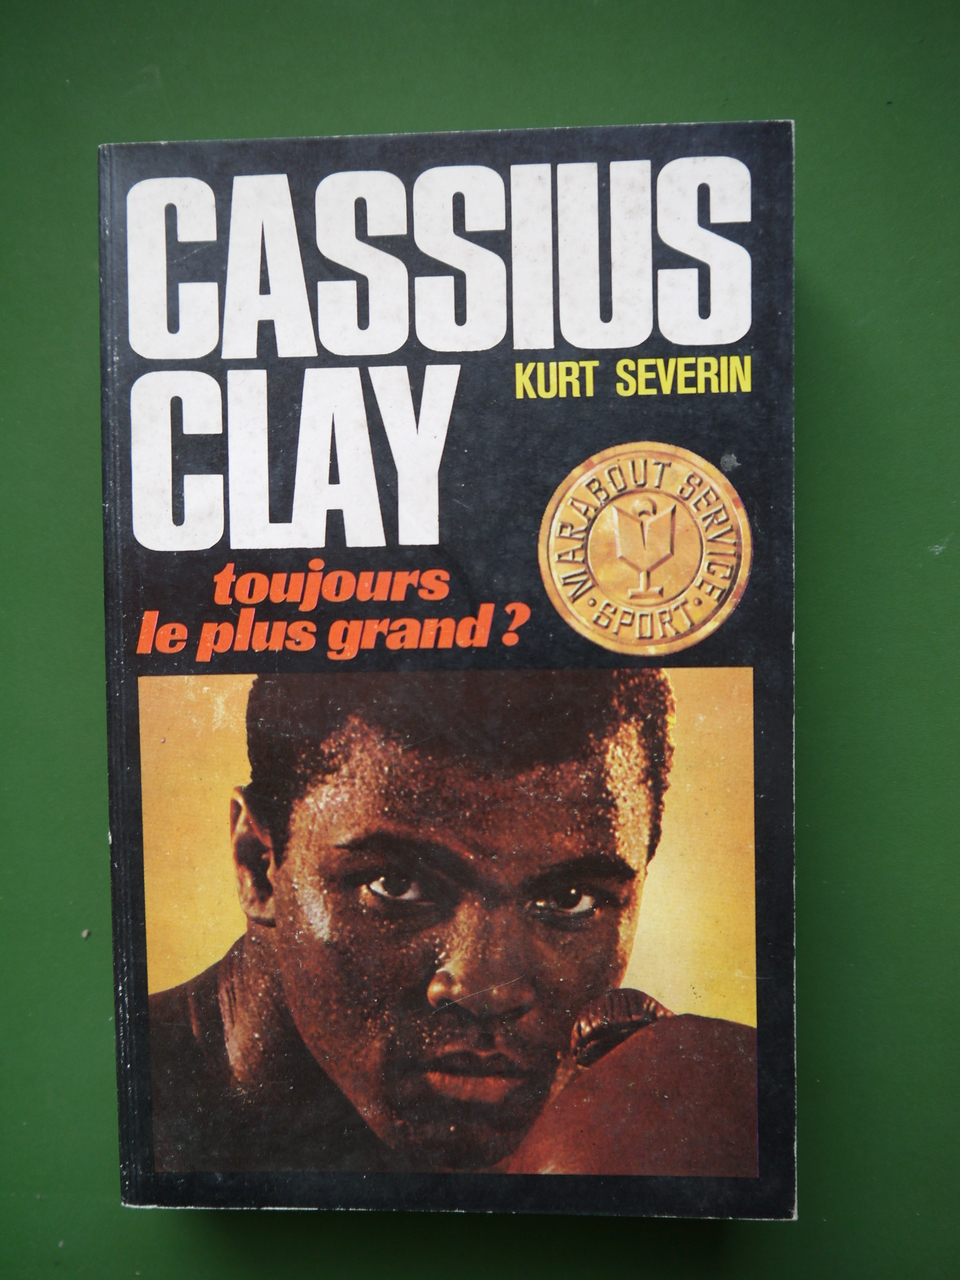 CASSIUS
CLAY
KURT SEVERIN
toujours
le plus grand ?
MARABOUT SERVICE
• SPORT •